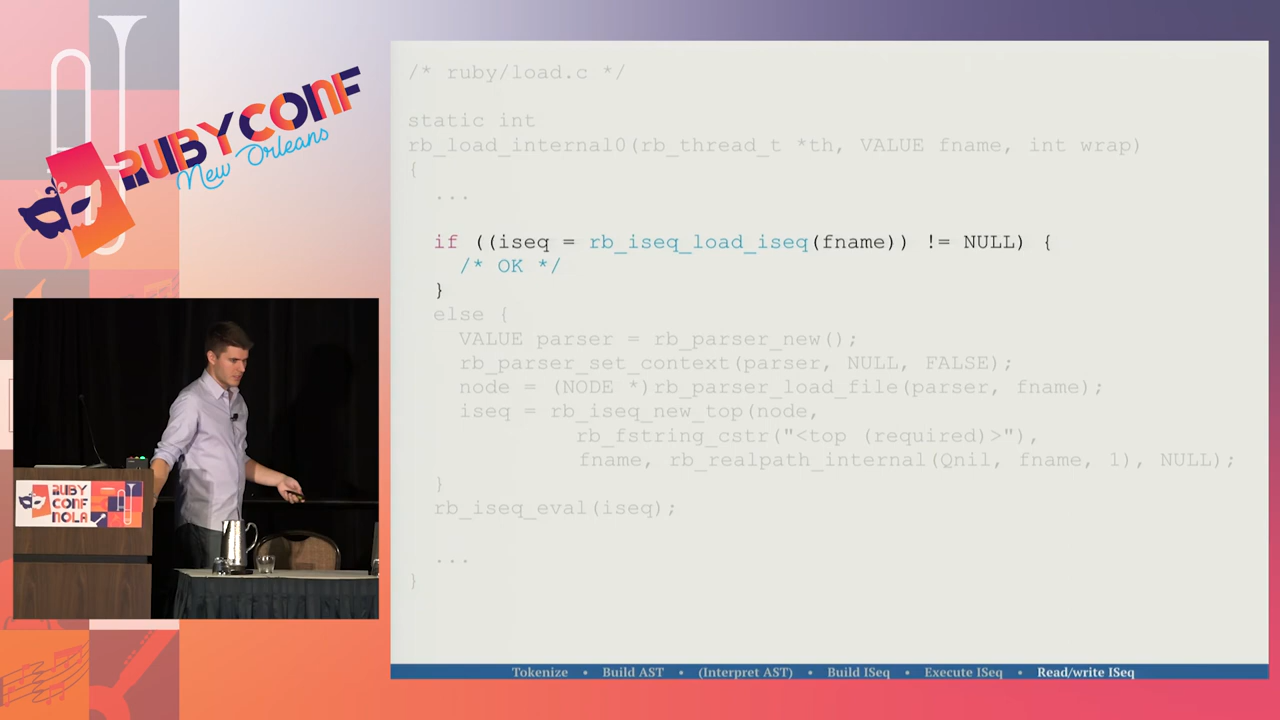 RUBYCONF
New Orleans
RUBY
CONF
NOLA
/* ruby/load.c */
static int
rb_load_internal0(rb_thread_t *th, VALUE fname, int wrap)
{
...
if ((iseq = rb_iseq_load_iseq(fname)) != NULL) {
/* OK */
}
else {
VALUE parser = rb_parser_new();
rb_parser_set_context(parser, NULL, FALSE);
node = (NODE *)rb_parser_load_file(parser, fname);
iseq = rb_iseq_new_top(node,
rb_fstring_cstr("<top (required)>"),
fname, rb_realpath_internal(Qnil, fname, 1), NULL);
}
rb_iseq_eval(iseq);
...
}
Tokenize • Build AST • (Interpret AST) • Build ISeq • Execute ISeq • Read/write ISeq